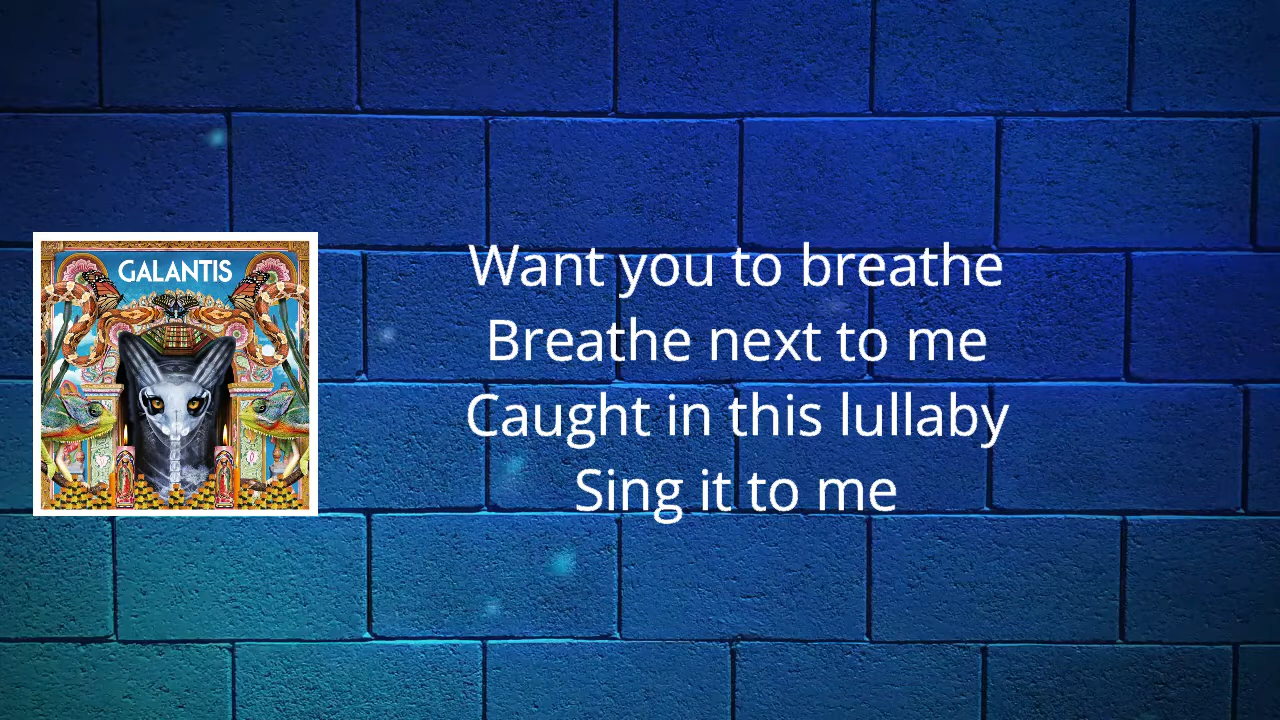 GALANTIS
Want you to breathe
Breathe next to me
Caught in this lullaby
Sing it to me